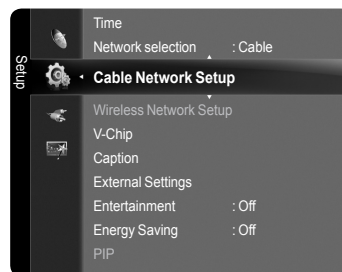 Setup
Time
Network selection : Cable
Cable Network Setup
Wireless Network Setup
V-Chip
Caption
External Settings
Entertainment : Off
Energy Saving : Off
PIP